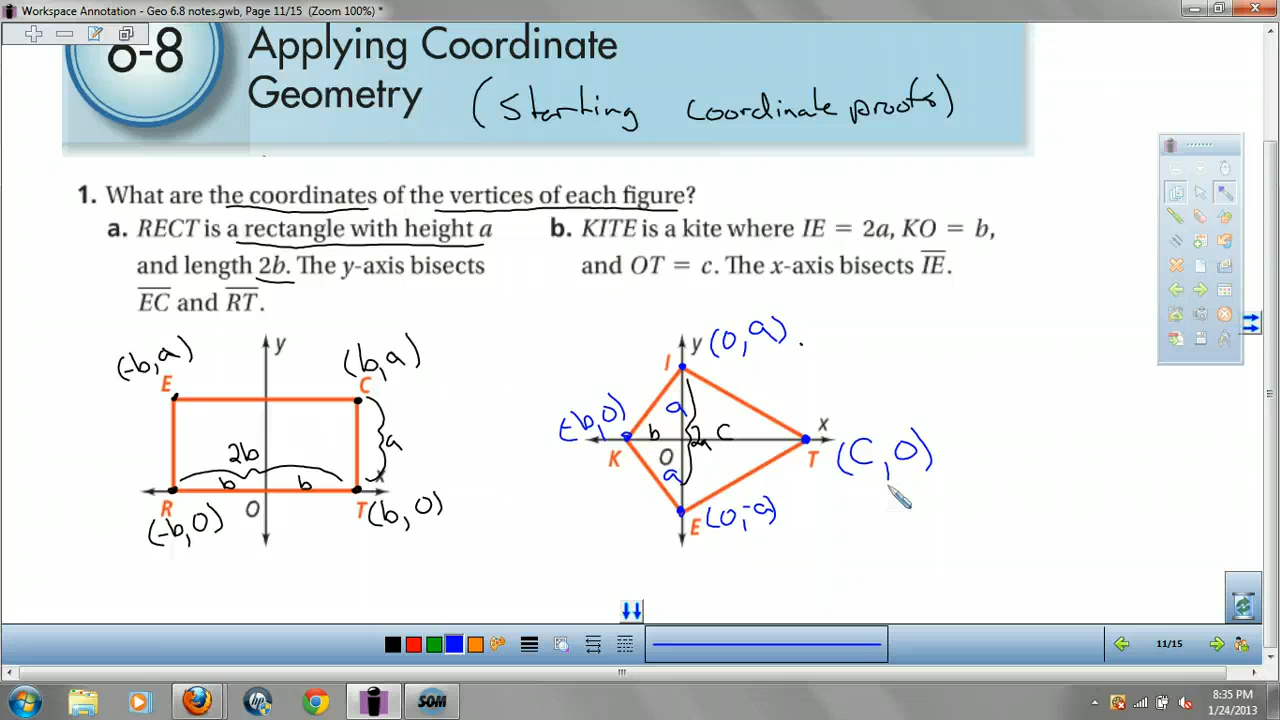 Workspace Annotation - Geo 6.8 notes.gwb, Page 11/15 (Zoom 100%) *
6-8
Applying Coordinate
Geometry (Starting coordinate proofs)
1. What are the coordinates of the vertices of each figure?
a. RECT is a rectangle with height a
and length 2b. The y-axis bisects
EC and RT.
b. KITE is a kite where IE = 2a, KO = b,
and OT = c. The x-axis bisects IE.
(-b, a)
y
(b, a)
E
C
2b
a
b
b
x
R
O
T (b, 0)
(-b, 0)
y (0, a).
I
a
(-b, 0)
b
2a
C
x
K
O
T (C, 0)
a
E (0, -a)
11/15
SOM
8:35 PM
1/24/2013